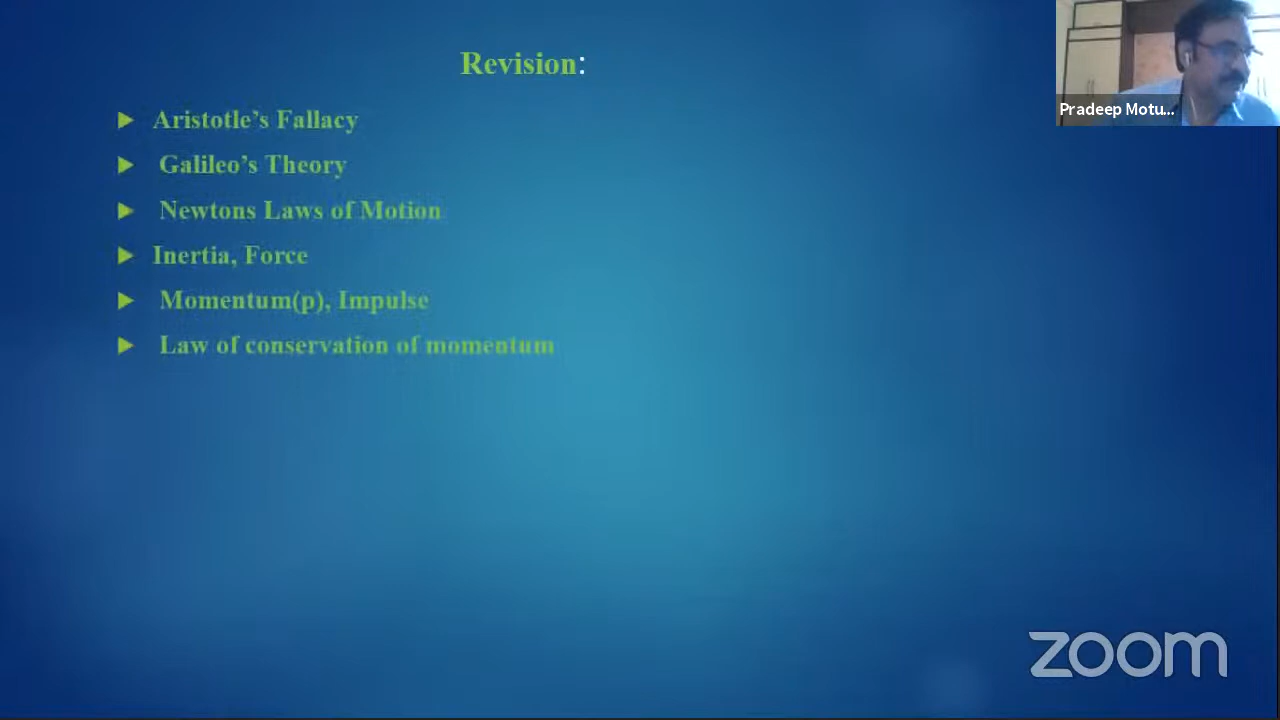 Revision:
Aristotle’s Fallacy
Galileo’s Theory
Newtons Laws of Motion
Inertia, Force
Momentum(p), Impulse
Law of conservation of momentum
Pradeep Motu...
zoom